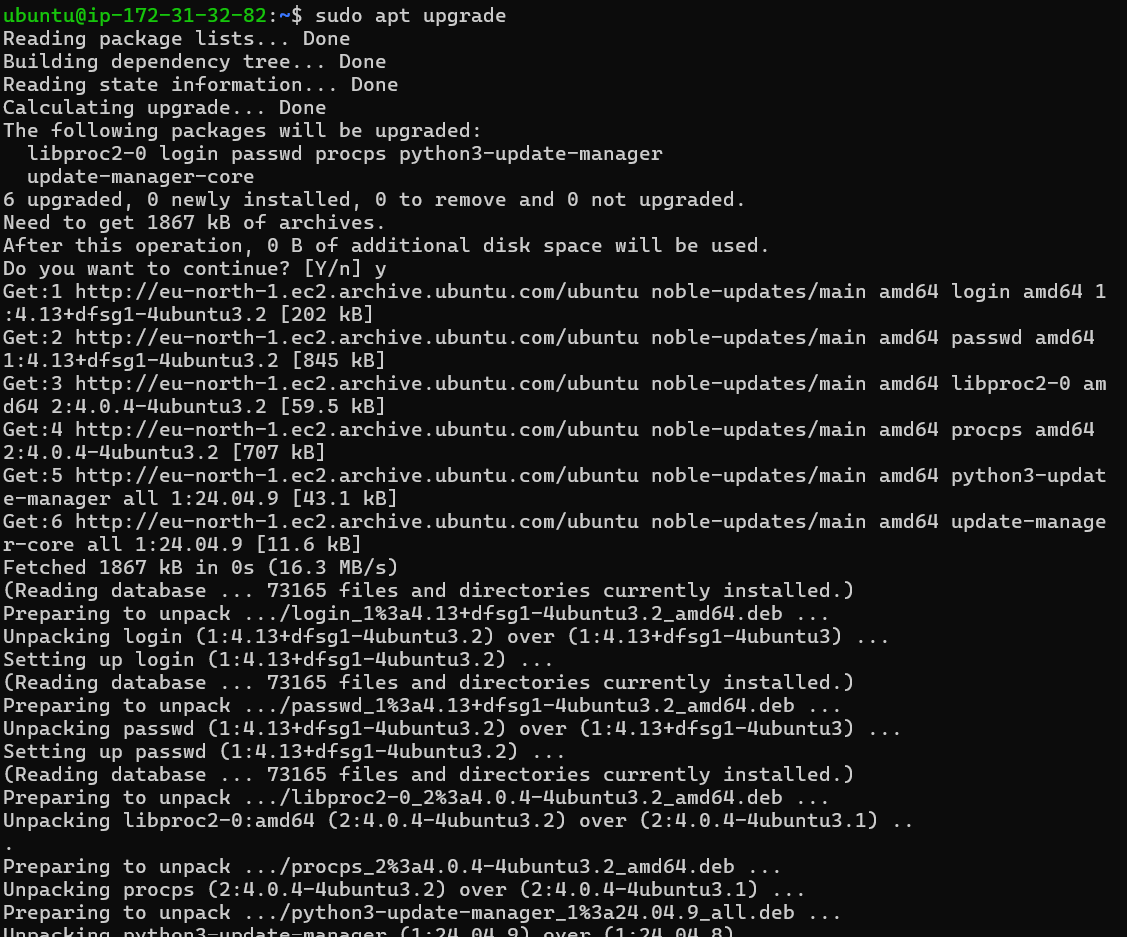 ubuntu@ip-172-31-32-82:~$ sudo apt upgrade
Reading package lists... Done
Building dependency tree... Done
Reading state information... Done
Calculating upgrade... Done
The following packages will be upgraded:
  libproc2-0 login passwd procps python3-update-manager
  update-manager-core
6 upgraded, 0 newly installed, 0 to remove and 0 not upgraded.
Need to get 1867 kB of archives.
After this operation, 0 B of additional disk space will be used.
Do you want to continue? [Y/n] y
Get:1 http://eu-north-1.ec2.archive.ubuntu.com/ubuntu noble-updates/main amd64 login amd64 1
:4.13+dfsg1-4ubuntu3.2 [202 kB]
Get:2 http://eu-north-1.ec2.archive.ubuntu.com/ubuntu noble-updates/main amd64 passwd amd64
1:4.13+dfsg1-4ubuntu3.2 [845 kB]
Get:3 http://eu-north-1.ec2.archive.ubuntu.com/ubuntu noble-updates/main amd64 libproc2-0 am
d64 2:4.0.4-4ubuntu3.2 [59.5 kB]
Get:4 http://eu-north-1.ec2.archive.ubuntu.com/ubuntu noble-updates/main amd64 procps amd64
2:4.0.4-4ubuntu3.2 [707 kB]
Get:5 http://eu-north-1.ec2.archive.ubuntu.com/ubuntu noble-updates/main amd64 python3-updat
e-manager all 1:24.04.9 [43.1 kB]
Get:6 http://eu-north-1.ec2.archive.ubuntu.com/ubuntu noble-updates/main amd64 update-manage
r-core all 1:24.04.9 [11.6 kB]
Fetched 1867 kB in 0s (16.3 MB/s)
(Reading database ... 73165 files and directories currently installed.)
Preparing to unpack .../login_1%3a4.13+dfsg1-4ubuntu3.2_amd64.deb ...
Unpacking login (1:4.13+dfsg1-4ubuntu3.2) over (1:4.13+dfsg1-4ubuntu3) ...
Setting up login (1:4.13+dfsg1-4ubuntu3.2) ...
(Reading database ... 73165 files and directories currently installed.)
Preparing to unpack .../passwd_1%3a4.13+dfsg1-4ubuntu3.2_amd64.deb ...
Unpacking passwd (1:4.13+dfsg1-4ubuntu3.2) over (1:4.13+dfsg1-4ubuntu3) ...
Setting up passwd (1:4.13+dfsg1-4ubuntu3.2) ...
(Reading database ... 73165 files and directories currently installed.)
Preparing to unpack .../libproc2-0_2%3a4.0.4-4ubuntu3.2_amd64.deb ...
Unpacking libproc2-0:amd64 (2:4.0.4-4ubuntu3.2) over (2:4.0.4-4ubuntu3.1) ..
.
Preparing to unpack .../procps_2%3a4.0.4-4ubuntu3.2_amd64.deb ...
Unpacking procps (2:4.0.4-4ubuntu3.2) over (2:4.0.4-4ubuntu3.1) ...
Preparing to unpack .../python3-update-manager_1%3a24.04.9_all.deb ...
Unpacking python3-update-manager (1:24.04.9) over (1:24.04.8)